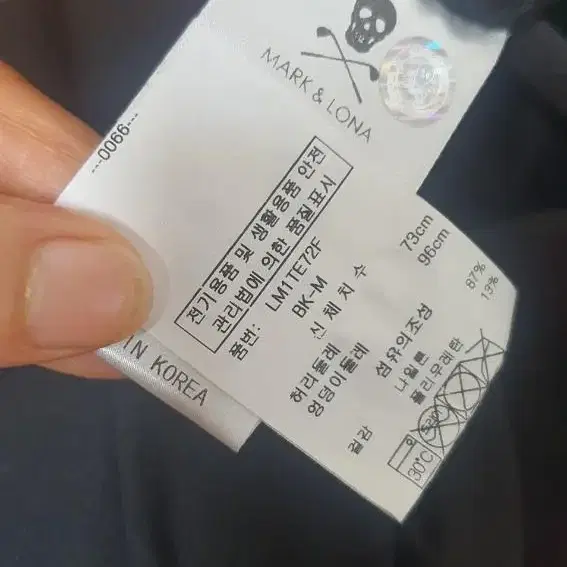 MARK & LONA
---0066---
전기용품 및 생활용품 안전
관리법에 의한 품질표시
품번: LM1TE72F
BK-M
신체치수
허리둘레 73cm
엉덩이둘레 96cm
섬유의조성
나일론 87%
폴리우레탄 13%
겉감
30℃
IN KOREA